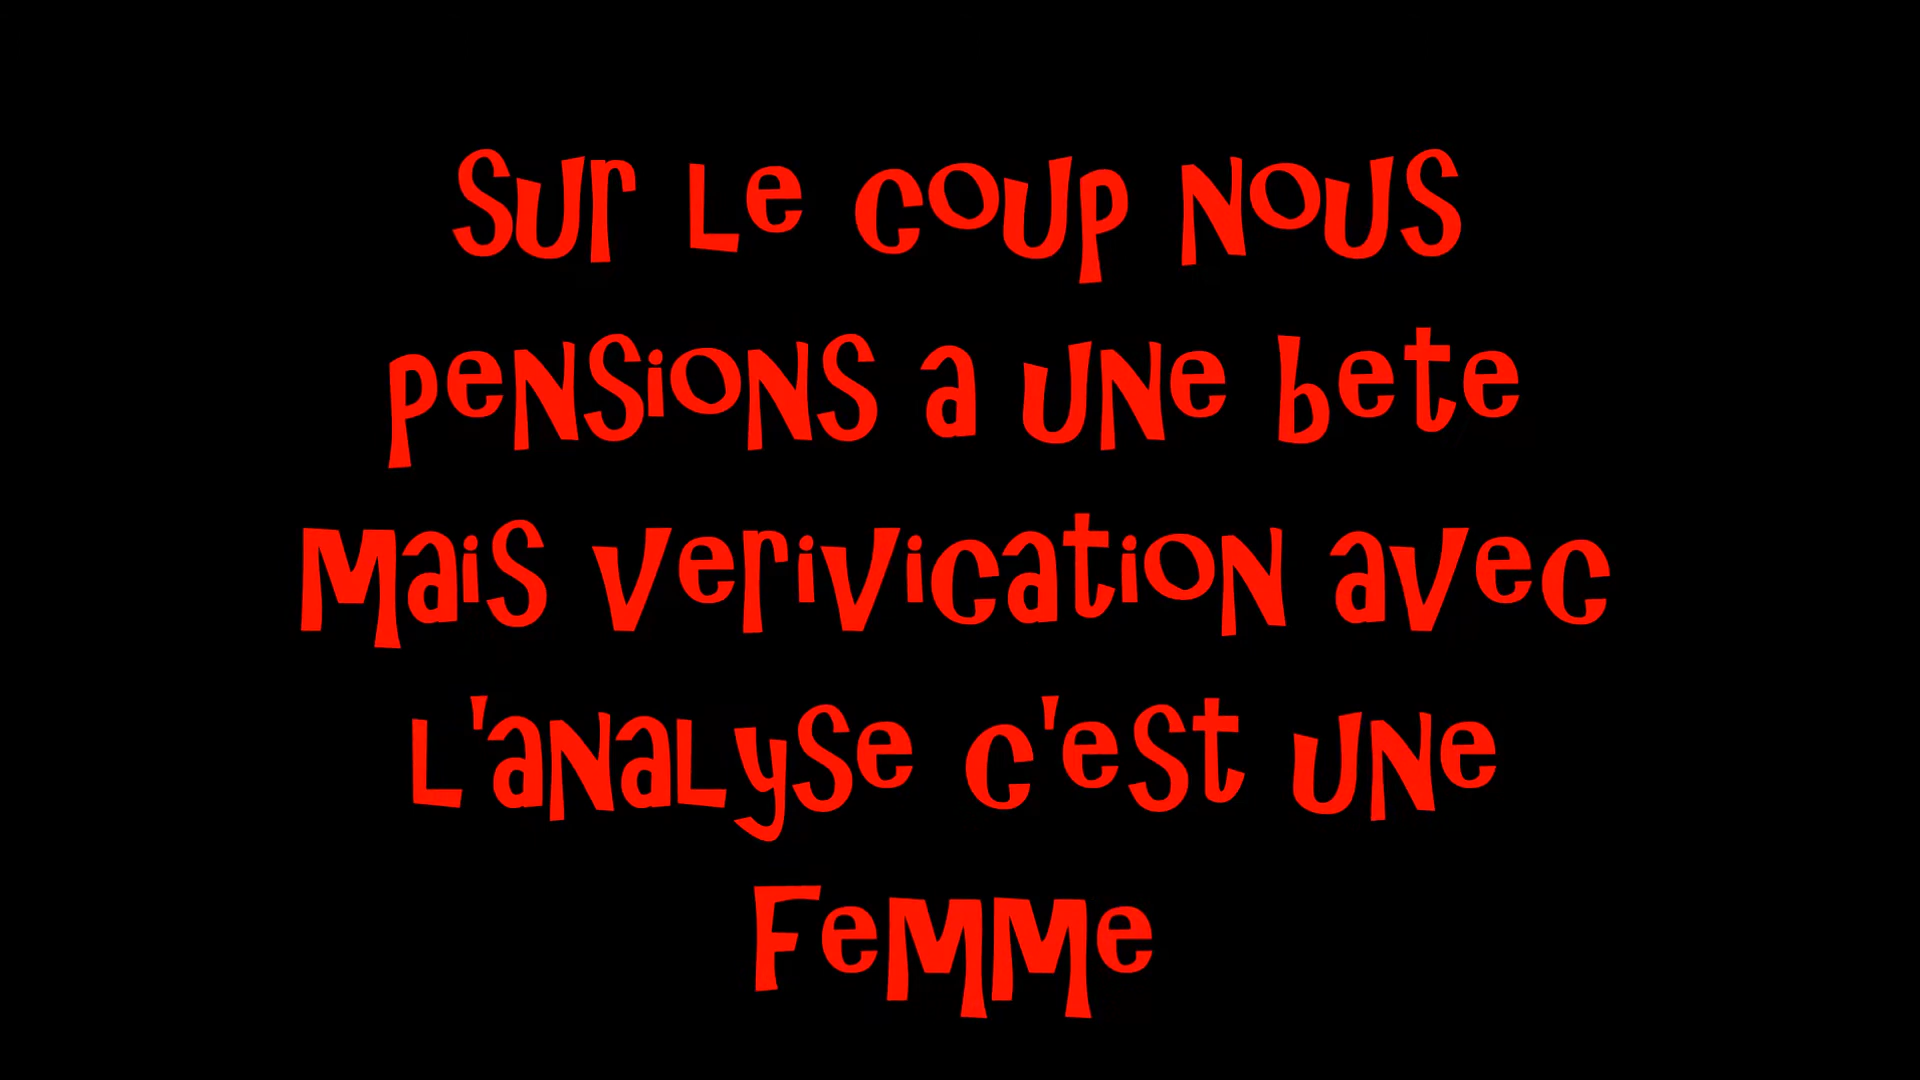 Sur le coup nous
pensions a une bete
Mais verivication avec
l'analyse c'est une
Femme